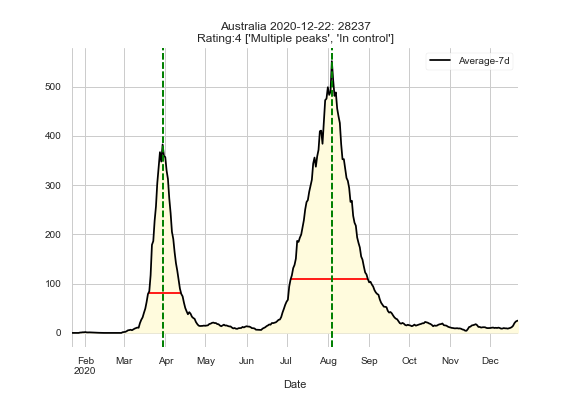 Australia 2020-12-22: 28237
Rating:4 ['Multiple peaks', 'In control']
Average-7d
500
400
300
200
100
0
Feb Mar Apr May Jun Jul Aug Sep Oct Nov Dec
2020
Date